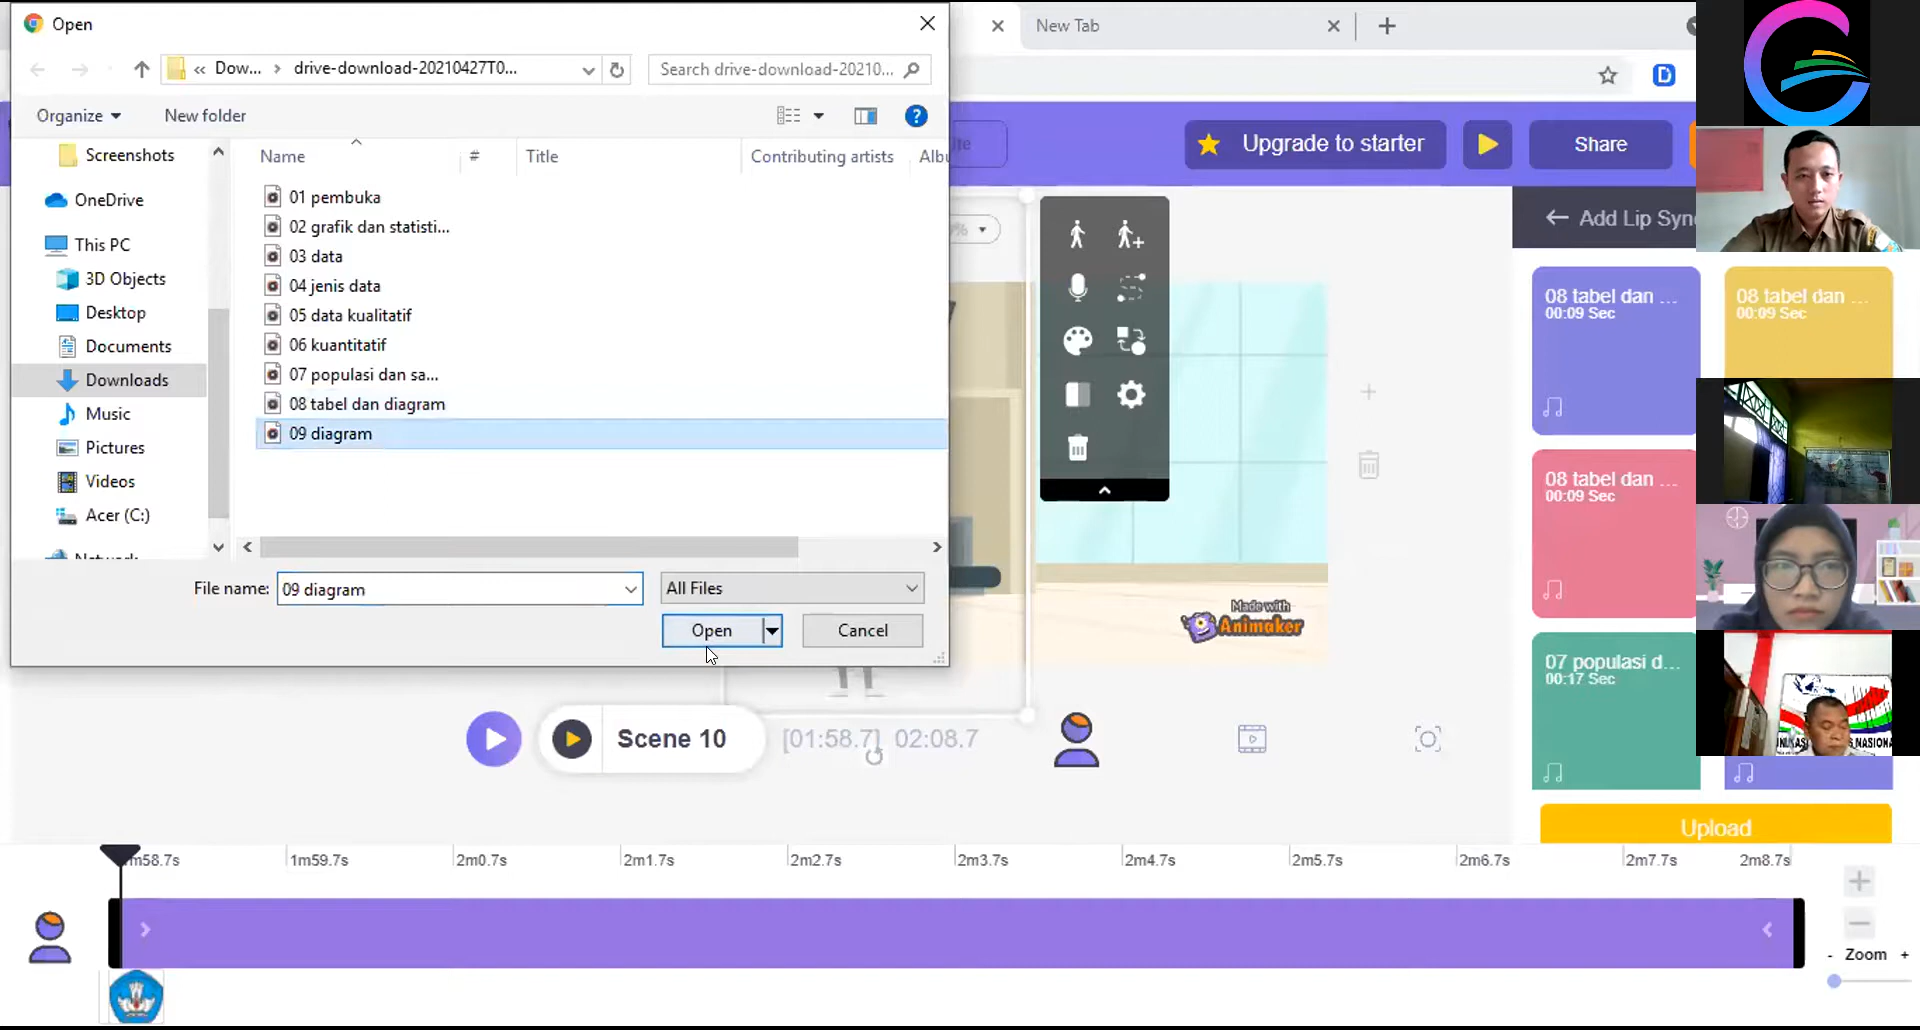 Open
New Tab
« Dow... › drive-download-20210427T0...
Search drive-download-20210...
Organize
New folder
Upgrade to starter
Share
Screenshots
OneDrive
This PC
3D Objects
Desktop
Documents
Downloads
Music
Pictures
Videos
Acer (C:)
Name
#
Title
Contributing artists
Albu
01 pembuka
02 grafik dan statisti...
03 data
04 jenis data
05 data kualitatif
06 kuantitatif
07 populasi dan sa...
08 tabel dan diagram
09 diagram
File name:
09 diagram
All Files
Open
Cancel
Made with
Animaker
Add Lip Sync
08 tabel dan ...
00:09 Sec
08 tabel dan ...
00:09 Sec
08 tabel dan ...
00:09 Sec
07 populasi d...
00:17 Sec
Upload
Scene 10
[01:58.7] 02:08.7
1m58.7s
1m59.7s
2m0.7s
2m1.7s
2m2.7s
2m3.7s
2m4.7s
2m5.7s
2m6.7s
2m7.7s
2m8.7s
- Zoom +